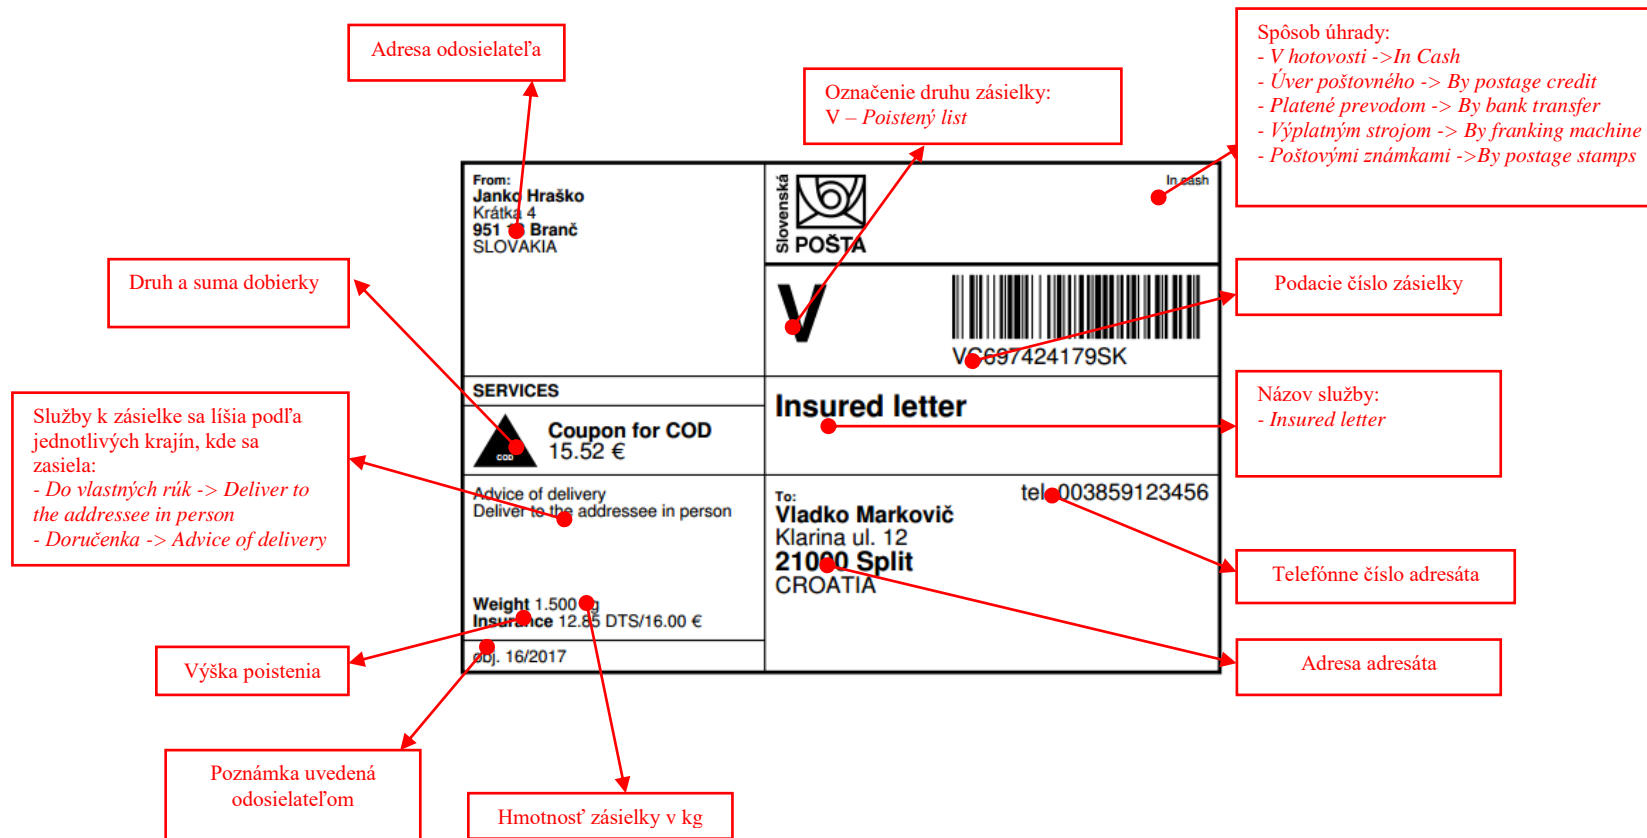 Adresa odosielateľa
Spôsob úhrady:
- V hotovosti ->In Cash
- Úver poštovného -> By postage credit
- Platené prevodom -> By bank transfer
- Výplatným strojom -> By franking machine
- Poštovými známkami ->By postage stamps
Označenie druhu zásielky:
V – Poistený list
From:
Janko Hraško
Krátka 4
951 Branč
SLOVAKIA
Slovenská
POŠTA
In cash
Druh a suma dobierky
V
Podacie číslo zásielky
VC697424179SK
SERVICES
Insured letter
Názov služby:
- Insured letter
Služby k zásielke sa líšia podľa
jednotlivých krajín, kde sa
zasiela:
- Do vlastných rúk -> Deliver to
the addressee in person
- Doručenka -> Advice of delivery
COD
Coupon for COD
15.52 €
Advice of delivery
Deliver to the addressee in person
To:
tel. 003859123456
Vladko Markovič
Klarina ul. 12
21000 Split
CROATIA
Telefónne číslo adresáta
Weight 1.500 kg
Insurance 12.85 DTS/16.00 €
obj. 16/2017
Výška poistenia
Adresa adresáta
Poznámka uvedená
odosielateľom
Hmotnosť zásielky v kg